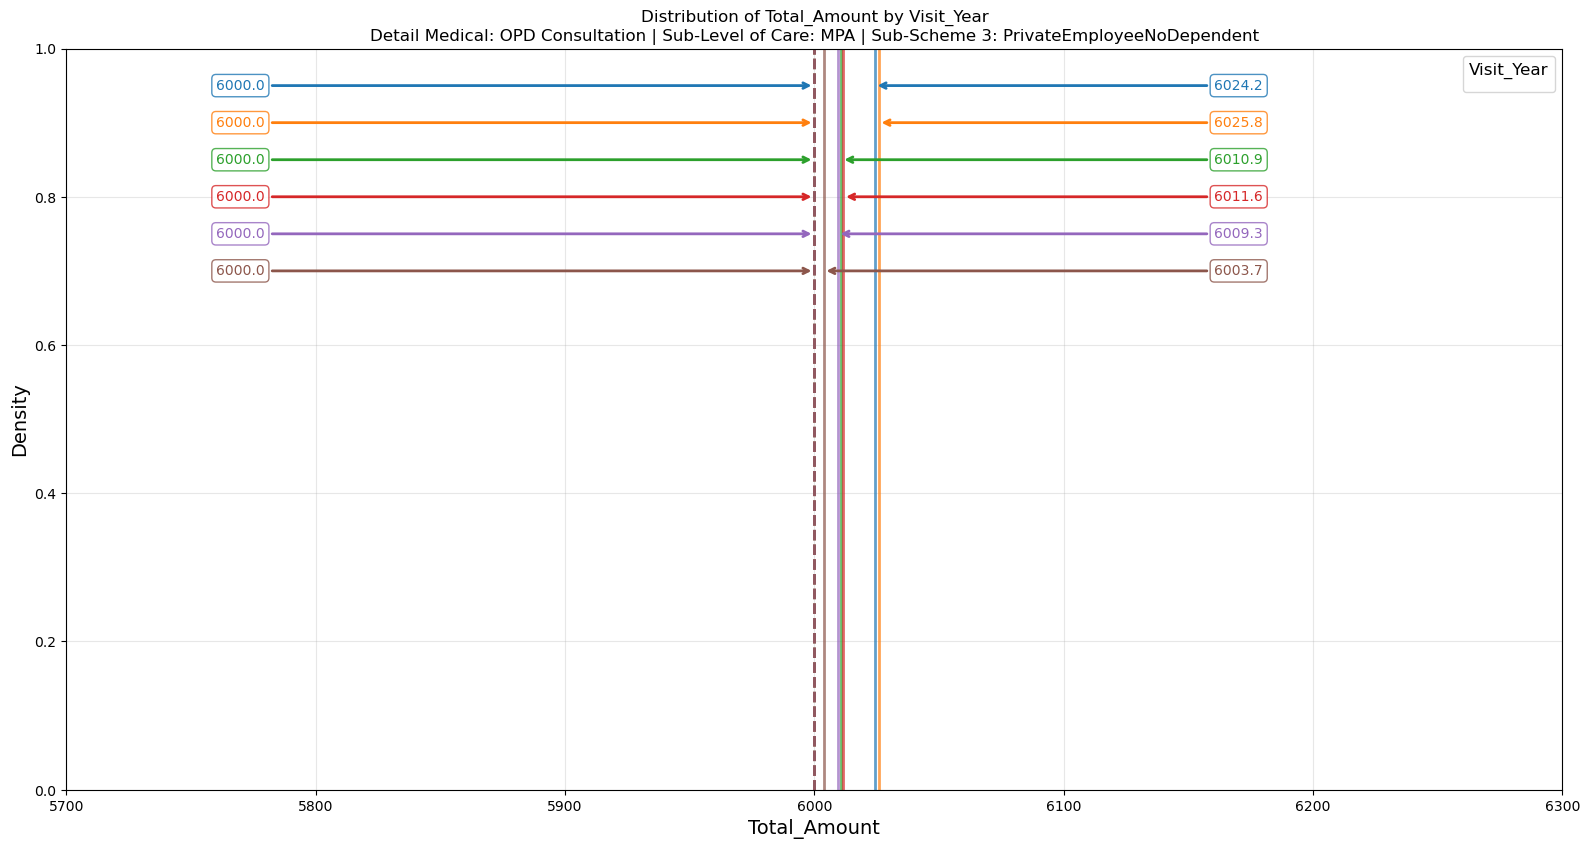 Distribution of Total_Amount by Visit_Year
Detail Medical: OPD Consultation | Sub-Level of Care: MPA | Sub-Scheme 3: PrivateEmployeeNoDependent
Visit_Year
1.0
0.8
0.6
0.4
0.2
0.0
Density
6000.0 6024.2
6000.0 6025.8
6000.0 6010.9
6000.0 6011.6
6000.0 6009.3
6000.0 6003.7
5700 5800 5900 6000 6100 6200 6300
Total_Amount